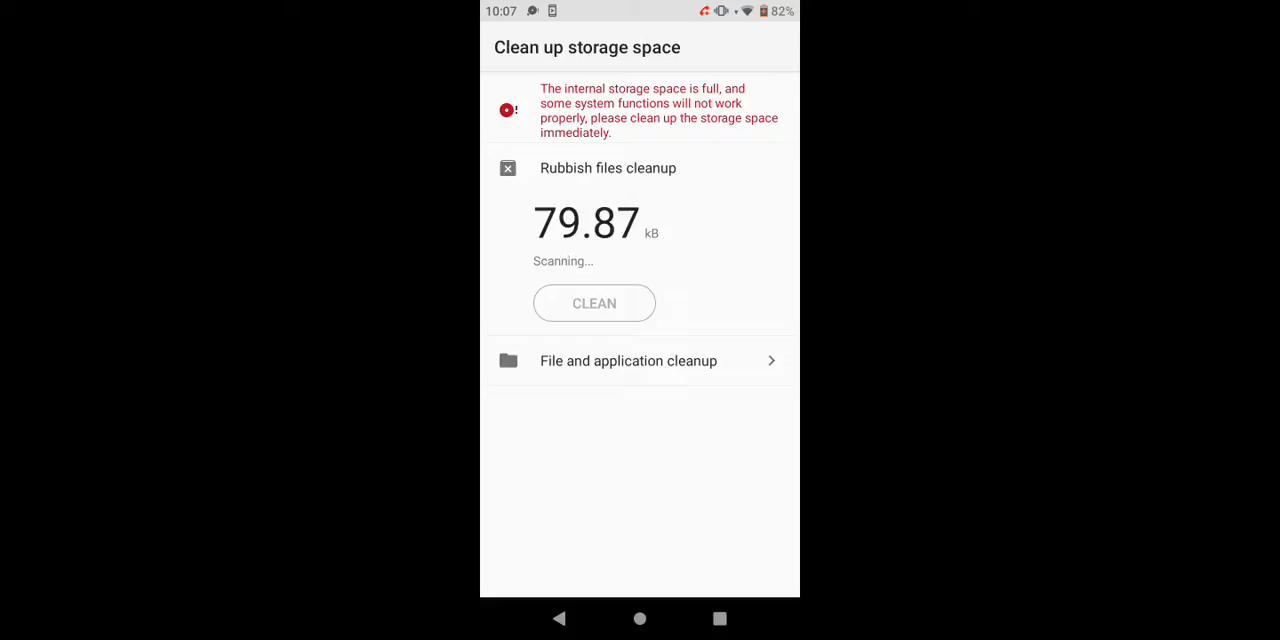 10:07
82%
Clean up storage space
The internal storage space is full, and
some system functions will not work
properly, please clean up the storage space
immediately.
Rubbish files cleanup
79.87 kB
Scanning...
CLEAN
File and application cleanup